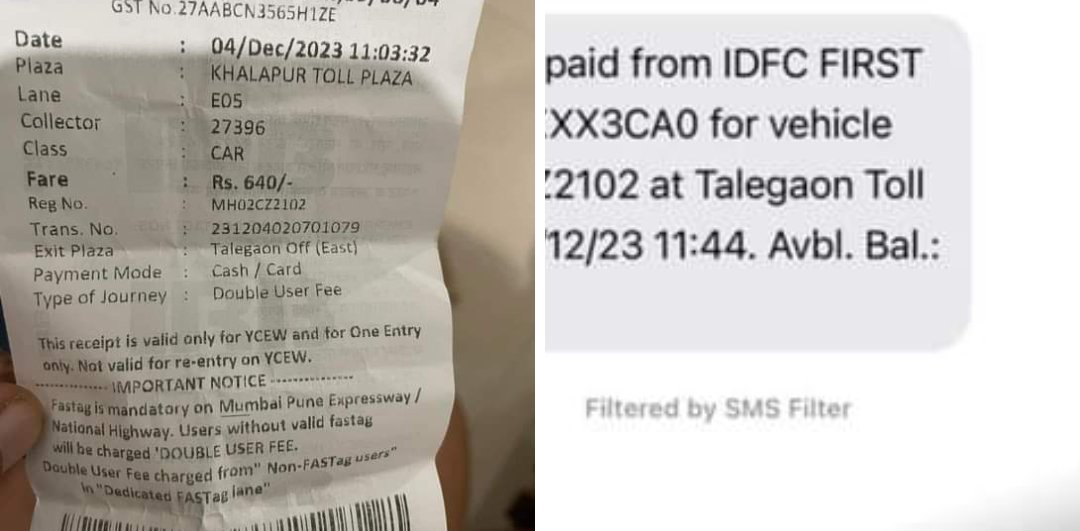 GST No.27AABCN3565H1ZE
Date : 04/Dec/2023 11:03:32
Plaza : KHALAPUR TOLL PLAZA
Lane : E05
Collector : 27396
Class : CAR
Fare : Rs. 640/-
Reg No. : MH02CZ2102
Trans. No. : 231204020701079
Exit Plaza : Talegaon Off (East)
Payment Mode : Cash / Card
Type of Journey : Double User Fee
This receipt is valid only for YCEW and for One Entry
only. Not valid for re-entry on YCEW.
------------- IMPORTANT NOTICE ---------------
Fastag is mandatory on Mumbai Pune Expressway /
National Highway. Users without valid fastag
will be charged 'DOUBLE USER FEE.
Double User Fee charged from" Non-FASTag users"
In "Dedicated FASTag lane"
paid from IDFC FIRST
XX3CA0 for vehicle
Z2102 at Talegaon Toll
/12/23 11:44. Avbl. Bal.:
Filtered by SMS Filter